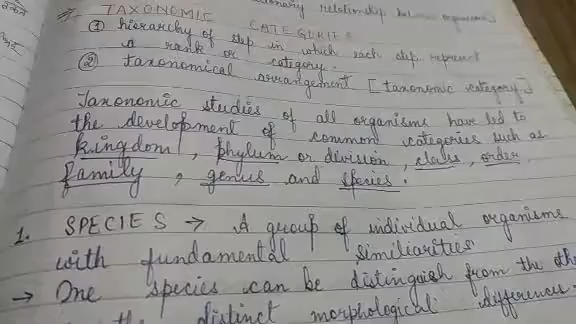 relationship between organisms
⇒ TAXONOMIC CATEGORIES
① hierarchy of step in which each step represent
a rank or category.
② taxonomical arrangement [taxonomic category]
Taxonomic studies of all organisms have led to
the development of common categories such as
kingdom, phylum or division, class, order,
family, genus and species.
1. SPECIES → A group of individual organisms
with fundamental similiarities
→ One species can be distinguish from the
distinct morphological differences